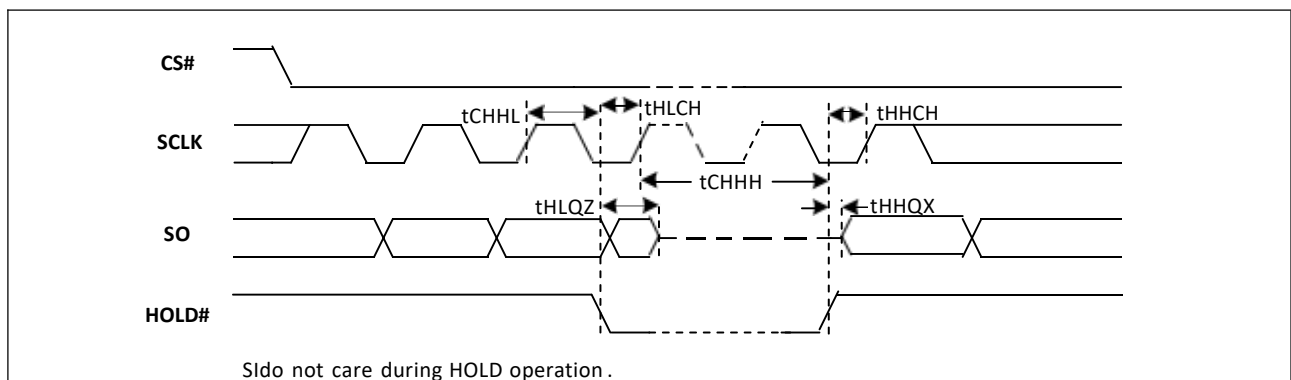 CS#
tCHHL
tHLCH
tHHCH
SCLK
tCHHH
tHLQZ
tHHQX
SO
HOLD#
SIdo not care during HOLD operation .